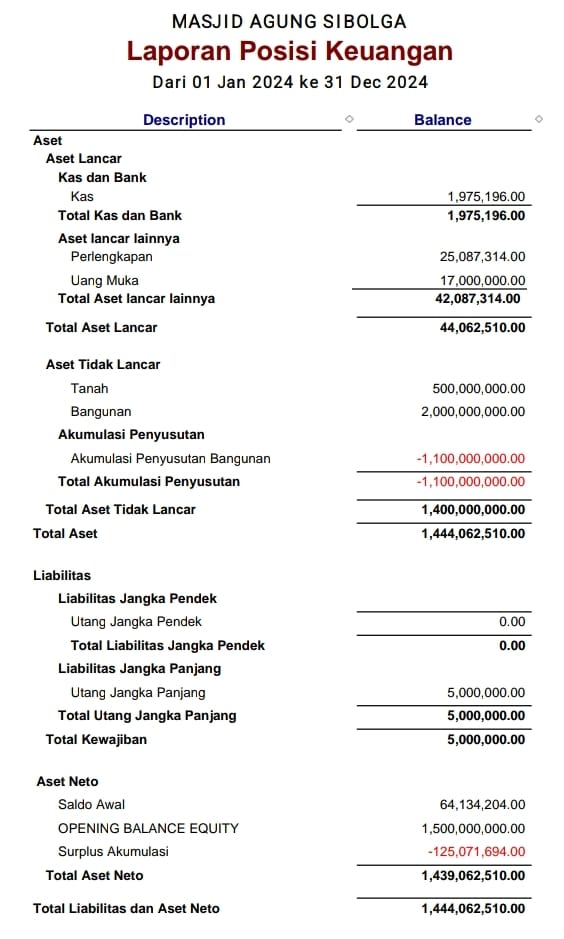 MASJID AGUNG SIBOLGA
Laporan Posisi Keuangan
Dari 01 Jan 2024 ke 31 Dec 2024
Description Balance
Aset
Aset Lancar
Kas dan Bank
Kas 1,975,196.00
Total Kas dan Bank 1,975,196.00
Aset lancar lainnya
Perlengkapan 25,087,314.00
Uang Muka 17,000,000.00
Total Aset lancar lainnya 42,087,314.00
Total Aset Lancar 44,062,510.00
Aset Tidak Lancar
Tanah 500,000,000.00
Bangunan 2,000,000,000.00
Akumulasi Penyusutan
Akumulasi Penyusutan Bangunan -1,100,000,000.00
Total Akumulasi Penyusutan -1,100,000,000.00
Total Aset Tidak Lancar 1,400,000,000.00
Total Aset 1,444,062,510.00
Liabilitas
Liabilitas Jangka Pendek
Utang Jangka Pendek 0.00
Total Liabilitas Jangka Pendek 0.00
Liabilitas Jangka Panjang
Utang Jangka Panjang 5,000,000.00
Total Utang Jangka Panjang 5,000,000.00
Total Kewajiban 5,000,000.00
Aset Neto
Saldo Awal 64,134,204.00
OPENING BALANCE EQUITY 1,500,000,000.00
Surplus Akumulasi -125,071,694.00
Total Aset Neto 1,439,062,510.00
Total Liabilitas dan Aset Neto 1,444,062,510.00